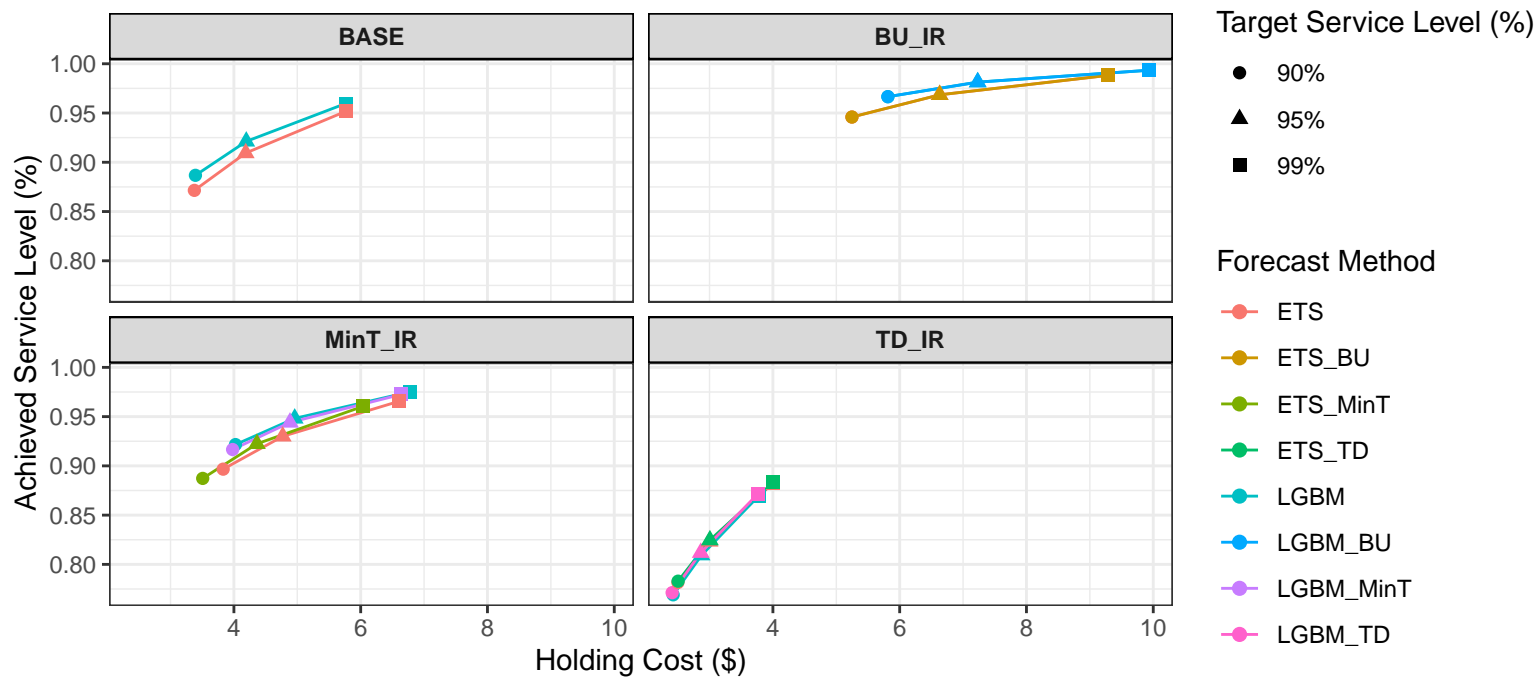 BASE
BU_IR
1.00
0.95
0.90
0.85
0.80
MinT_IR
TD_IR
1.00
0.95
0.90
0.85
0.80
4
6
8
10
4
6
8
10
Holding Cost ($)
Achieved Service Level (%)
Target Service Level (%)
90%
95%
99%
Forecast Method
ETS
ETS_BU
ETS_MinT
ETS_TD
LGBM
LGBM_BU
LGBM_MinT
LGBM_TD